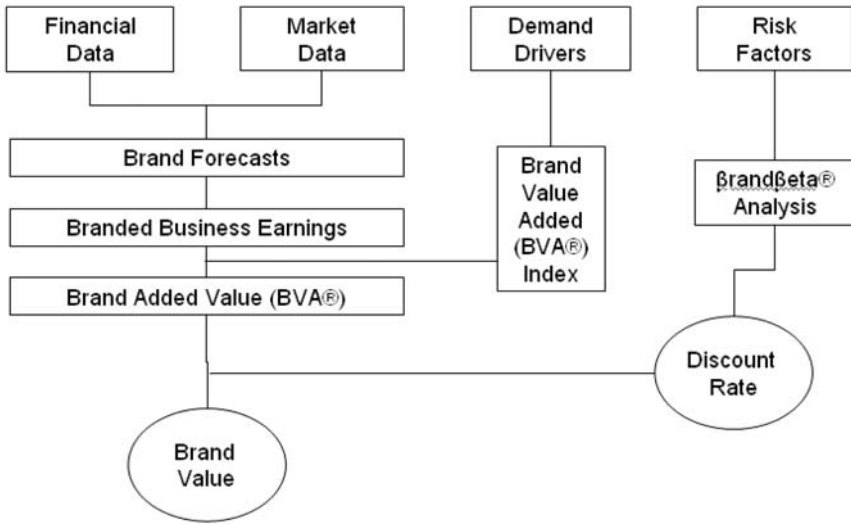 Financial
Data
Market
Data
Demand
Drivers
Risk
Factors
Brand Forecasts
Brand
Value
Added
(BVA®)
Index
βrandβeta®
Analysis
Branded Business Earnings
Brand Added Value (BVA®)
Discount
Rate
Brand
Value